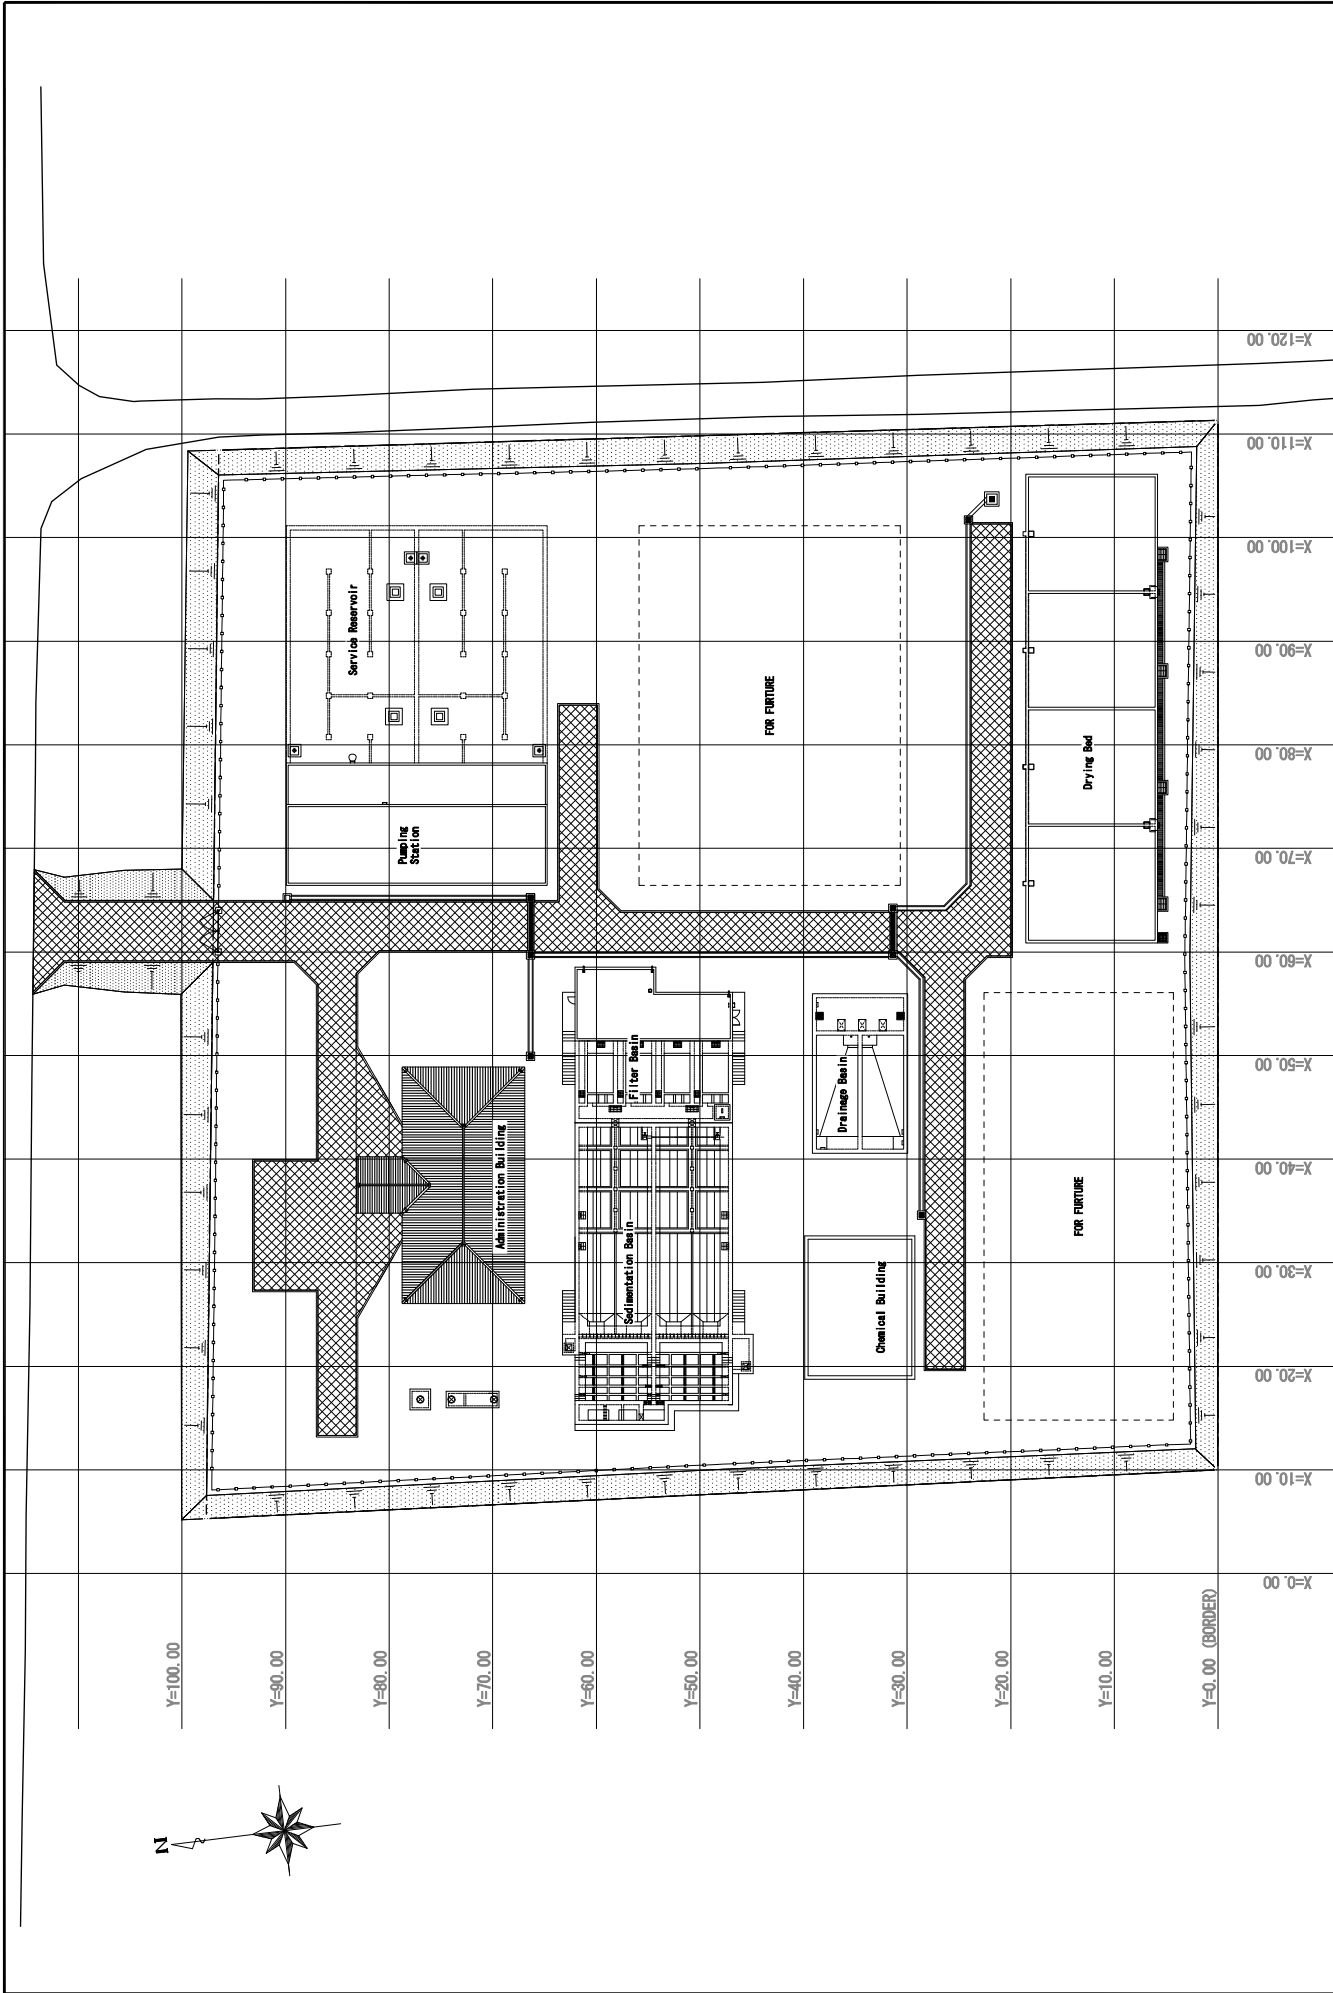 X=120.00
X=110.00
X=100.00
X=90.00
X=80.00
X=70.00
X=60.00
X=50.00
X=40.00
X=30.00
X=20.00
X=10.00
X=0.00
Service Reservoir
Pumping
Station
FOR FURTURE
Drying Bed
Filter Basin
Drainage Basin
Administration Building
Sedimentation Basin
Chemical Building
FOR FURTURE
Y=100.00
Y=90.00
Y=80.00
Y=70.00
Y=60.00
Y=50.00
Y=40.00
Y=30.00
Y=20.00
Y=10.00
Y=0.00 (BORDER)
N